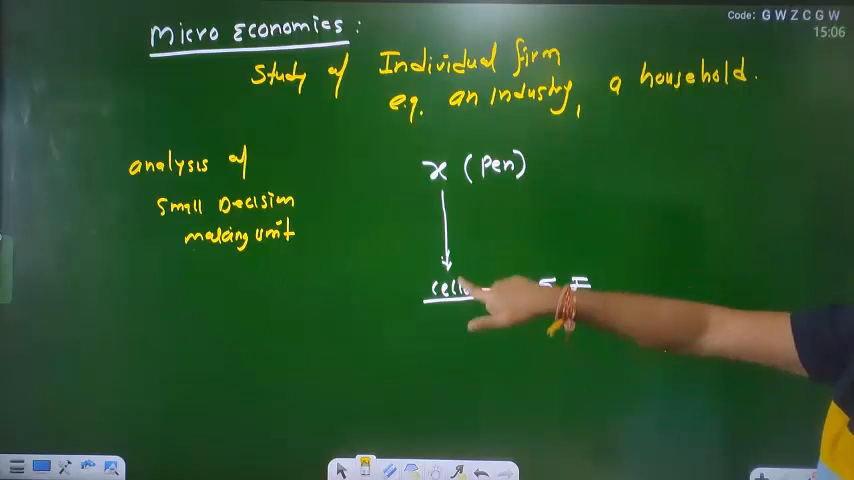 Code: G W Z C G W
15:06
Micro Economics :
Study of Individual firm
e.g. an industry, a household.
analysis of
Small Decision
making unit
x (Pen)